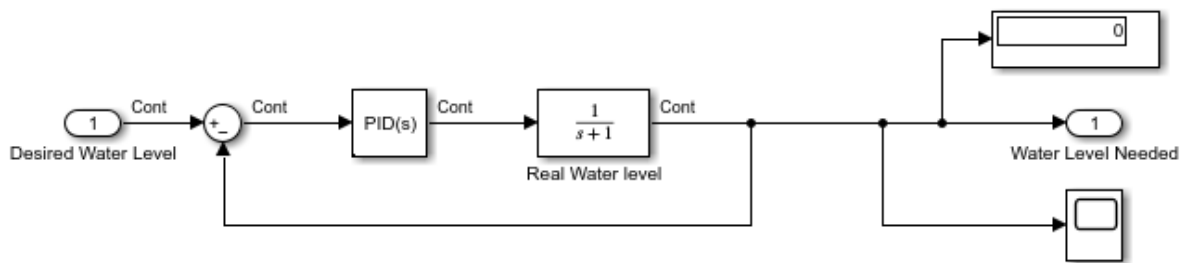 0
Cont
Cont
Cont
Cont
1
+
_
PID(s)
1
s + 1
1
Desired Water Level
Real Water level
Water Level Needed